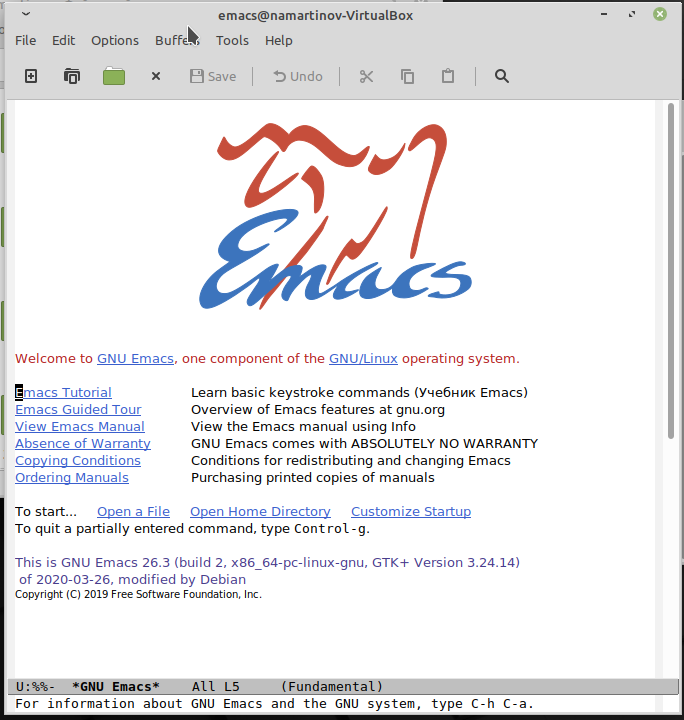 emacs@namartinov-VirtualBox
File Edit Options Buffers Tools Help
Save Undo
Emacs
Welcome to GNU Emacs, one component of the GNU/Linux operating system.
Emacs Tutorial Learn basic keystroke commands (Учебник Emacs)
Emacs Guided Tour Overview of Emacs features at gnu.org
View Emacs Manual View the Emacs manual using Info
Absence of Warranty GNU Emacs comes with ABSOLUTELY NO WARRANTY
Copying Conditions Conditions for redistributing and changing Emacs
Ordering Manuals Purchasing printed copies of manuals
To start... Open a File Open Home Directory Customize Startup
To quit a partially entered command, type Control-g.
This is GNU Emacs 26.3 (build 2, x86_64-pc-linux-gnu, GTK+ Version 3.24.14)
of 2020-03-26, modified by Debian
Copyright (C) 2019 Free Software Foundation, Inc.
U:%%- *GNU Emacs* All L5 (Fundamental)
For information about GNU Emacs and the GNU system, type C-h C-a.